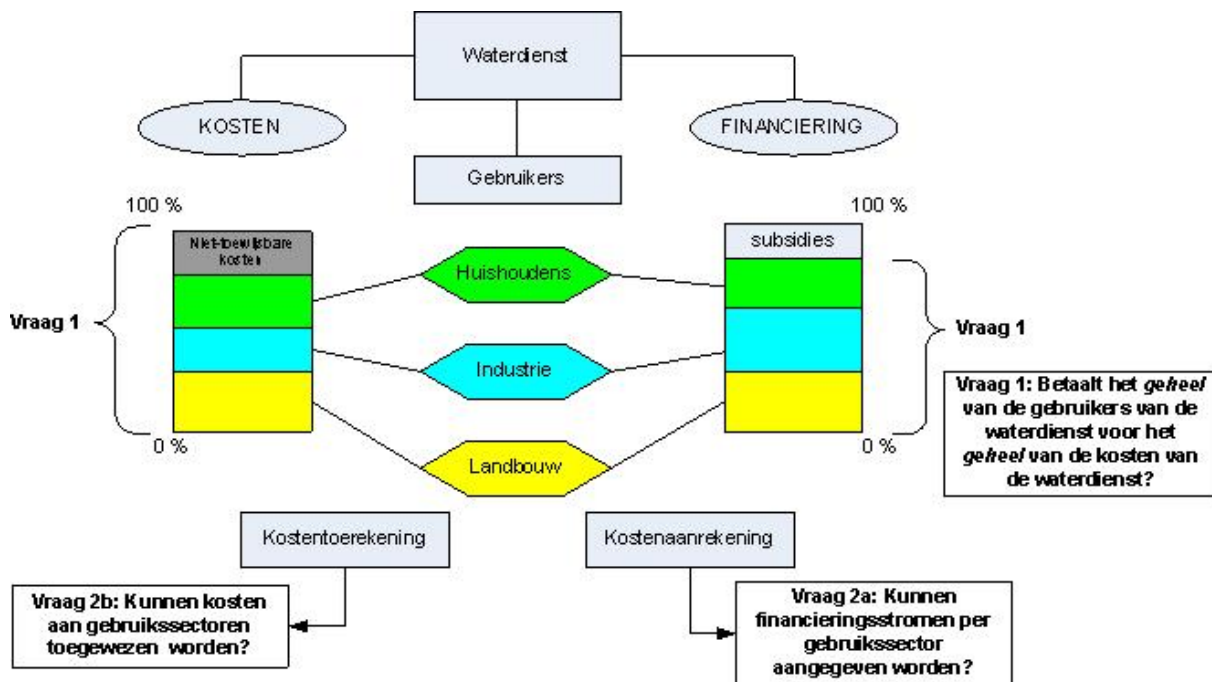 Waterdienst
KOSTEN
FINANCIERING
Gebruikers
100 %
100 %
Niet-toewijsbare
kosten
subsidies
Huishoudens
Vraag 1
Vraag 1
Industrie
Vraag 1: Betaalt het geheel
van de gebruikers van de
waterdienst voor het
geheel van de kosten van
de waterdienst?
0 %
0 %
Landbouw
Kostentoerekening
Kostenaanrekening
Vraag 2b: Kunnen kosten
aan gebruikssectoren
toegewezen worden?
Vraag 2a: Kunnen
financieringsstromen per
gebruikssector
aangegeven worden?